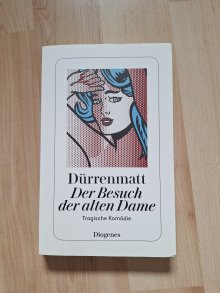 Dürrenmatt
Der Besuch
der alten Dame
Tragische Komödie
Diogenes